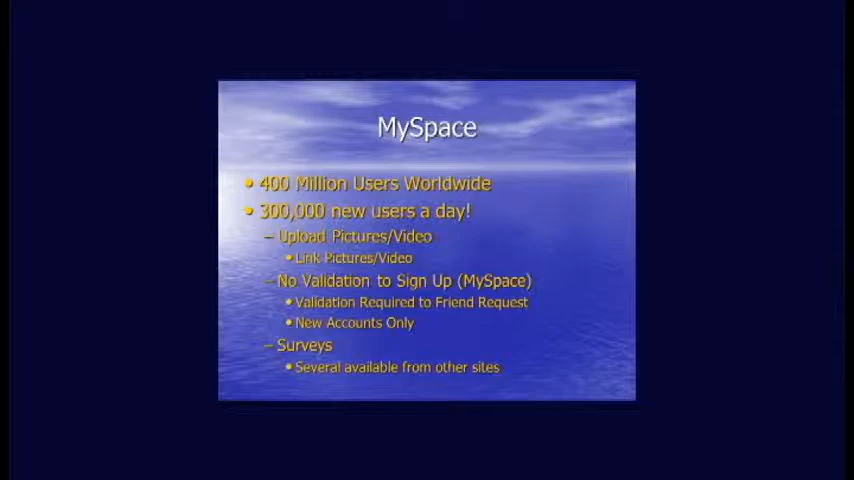 MySpace
• 400 Million Users Worldwide
• 300,000 new users a day!
– Upload Pictures/Video
• Link Pictures/Video
– No Validation to Sign Up (MySpace)
• Validation Required to Friend Request
• New Accounts Only
– Surveys
• Several available from other sites